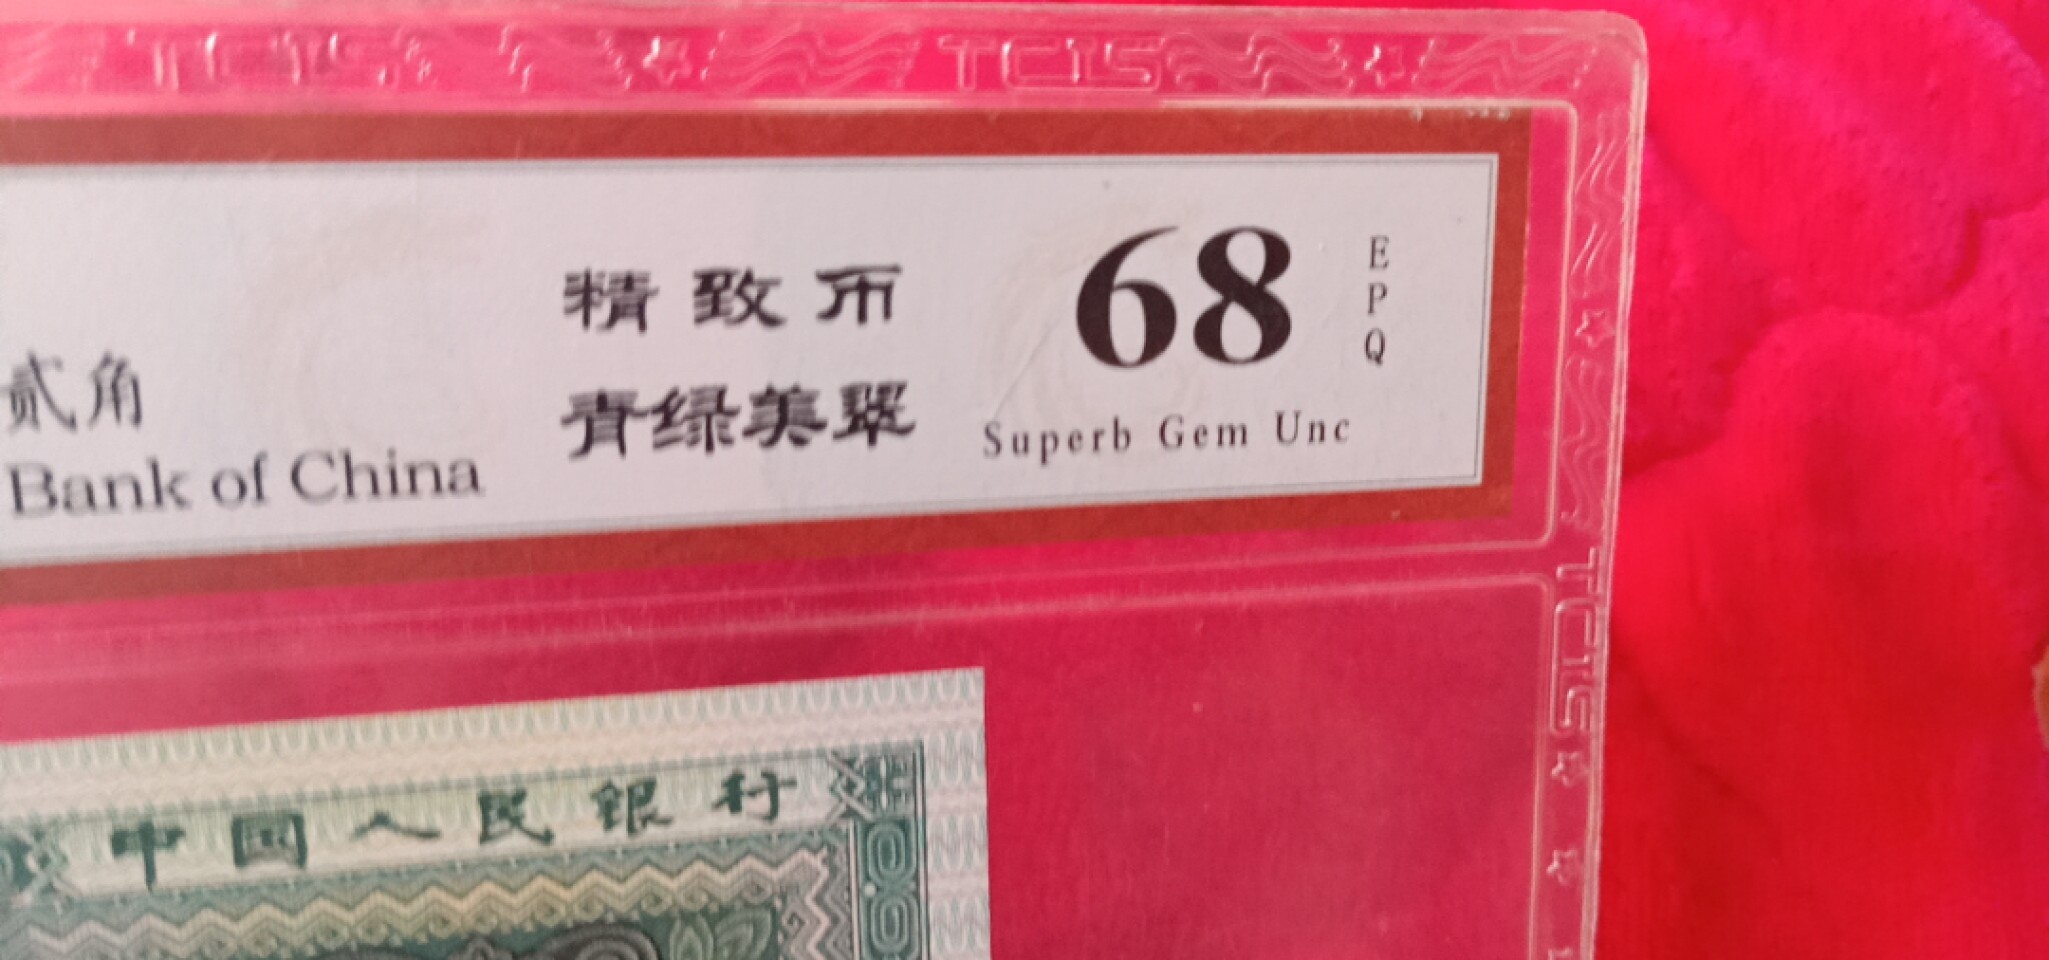 TCIS TCIS
贰角
Bank of China
精致币
青绿美翠
68
EPQ
Superb Gem Unc
TCIS
中国人民银行